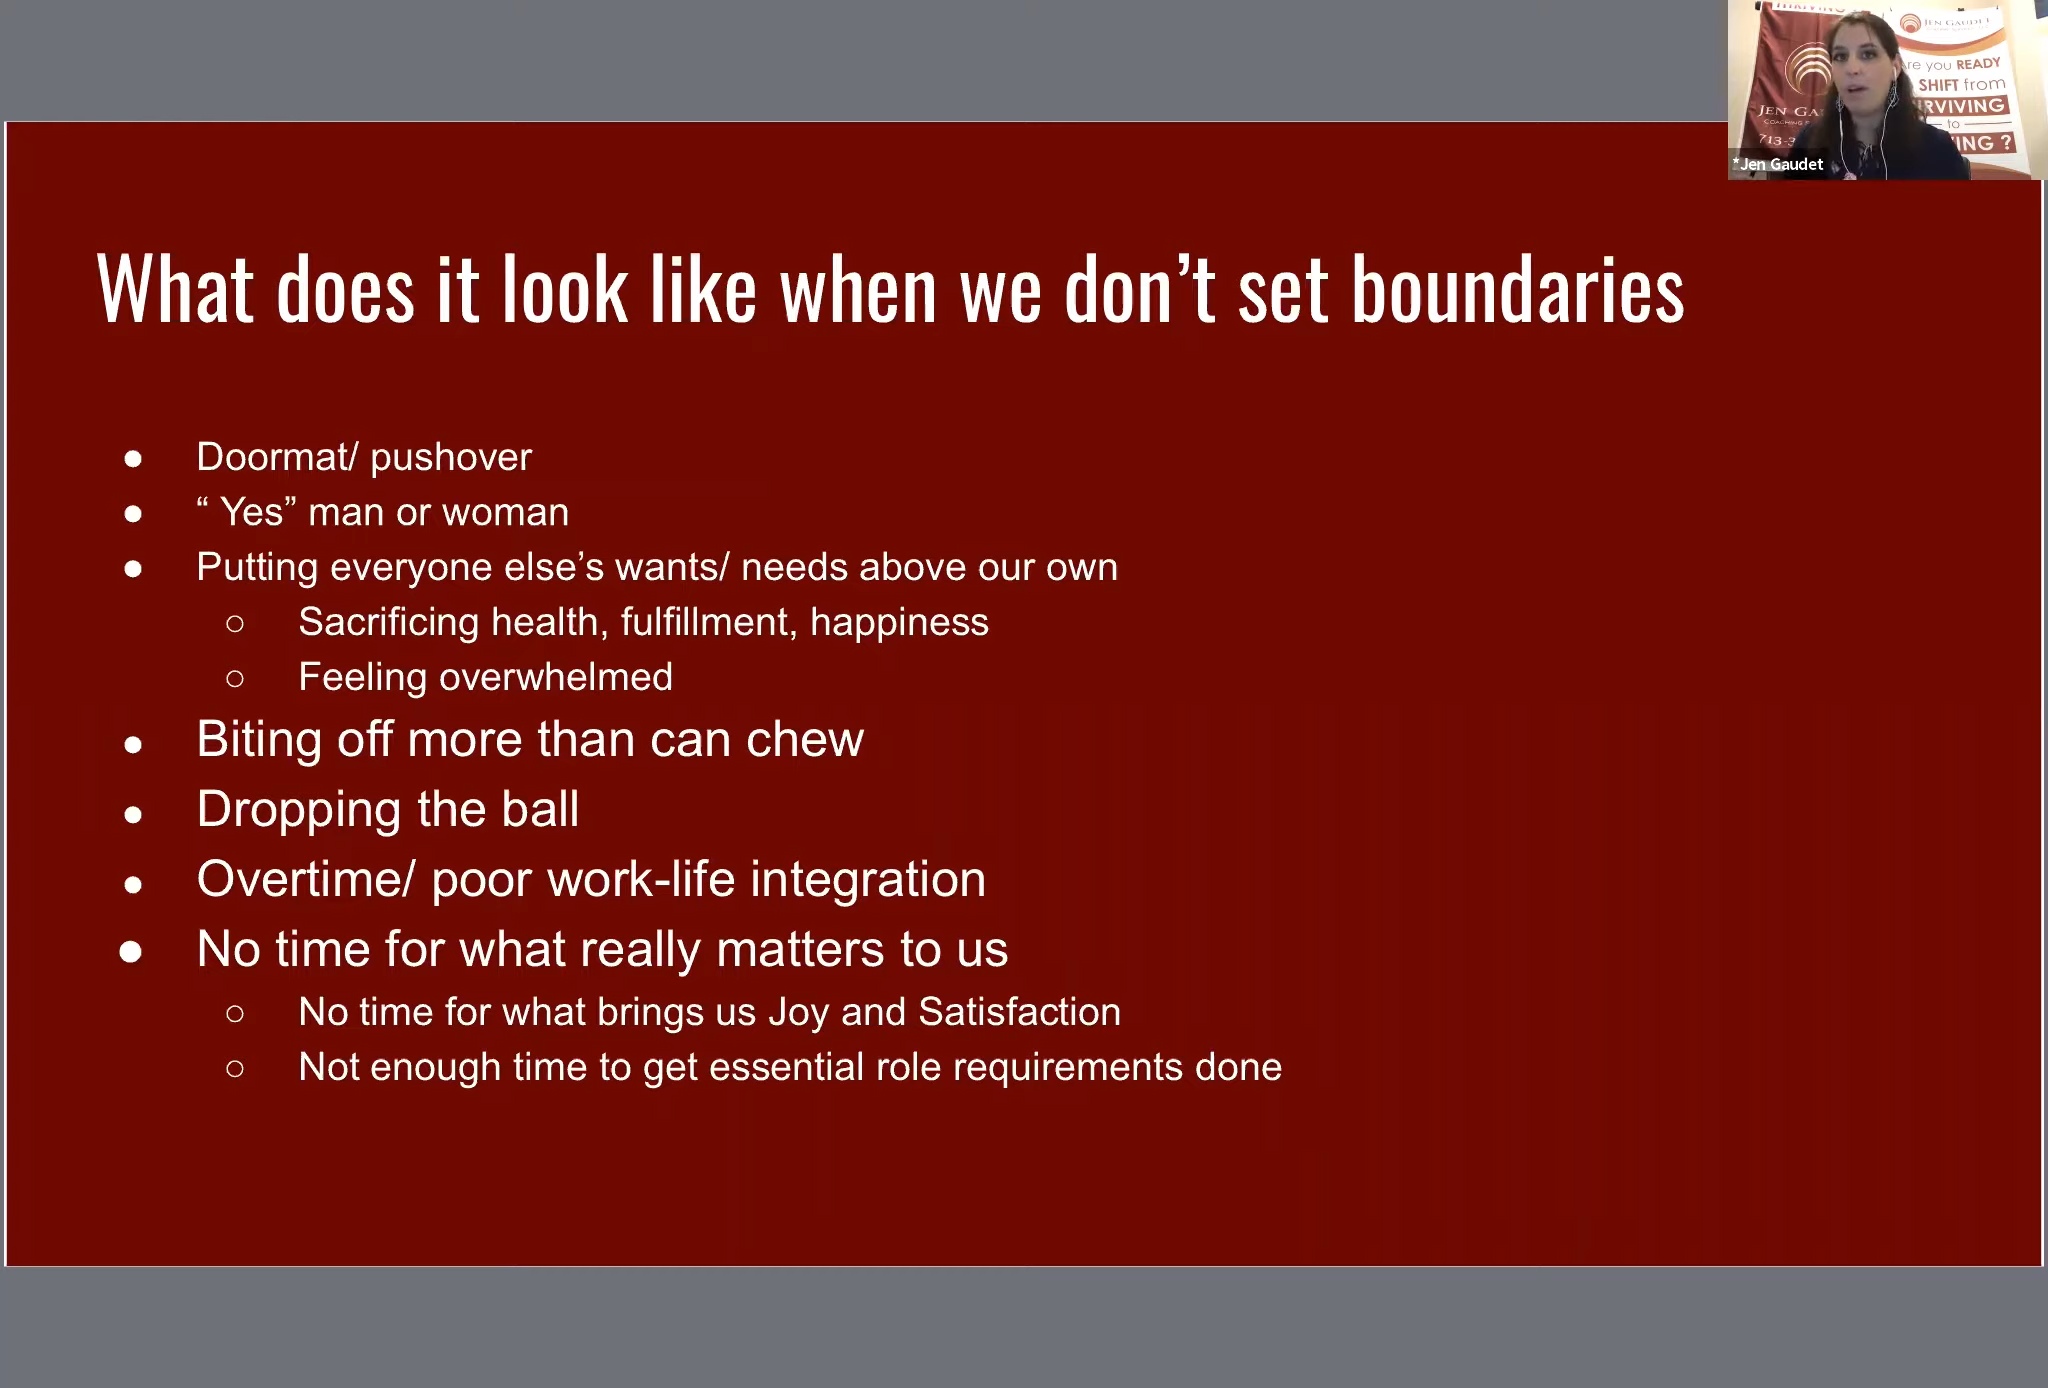 JEN GAUDET
re you READY
SHIFT from
JEN GA
RVIVING
to
713-3
ING ?
Jen Gaudet
What does it look like when we don’t set boundaries
● Doormat/ pushover
● “ Yes” man or woman
● Putting everyone else’s wants/ needs above our own
○ Sacrificing health, fulfillment, happiness
○ Feeling overwhelmed
● Biting off more than can chew
● Dropping the ball
● Overtime/ poor work-life integration
● No time for what really matters to us
○ No time for what brings us Joy and Satisfaction
○ Not enough time to get essential role requirements done